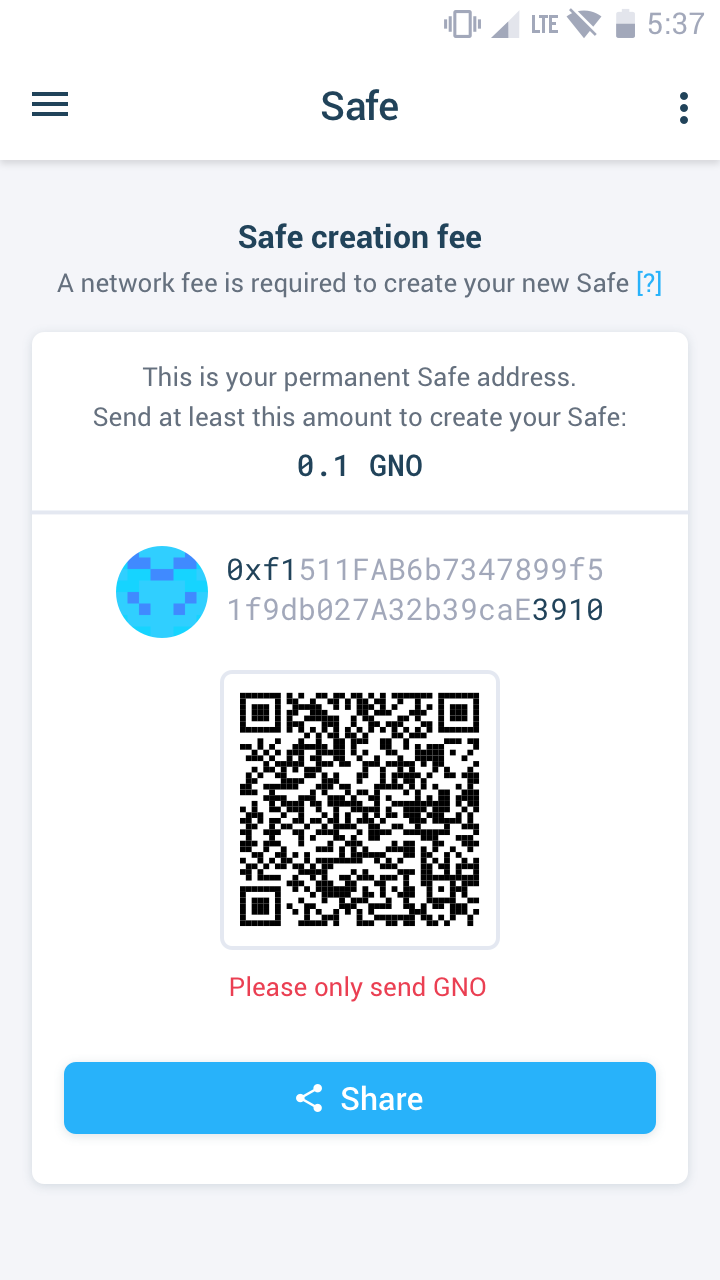 LTE 5:37
Safe
Safe creation fee
A network fee is required to create your new Safe [?]
This is your permanent Safe address.
Send at least this amount to create your Safe:
0.1 GNO
0xf1511FAB6b7347899f5
1f9db027A32b39caE3910
Please only send GNO
Share